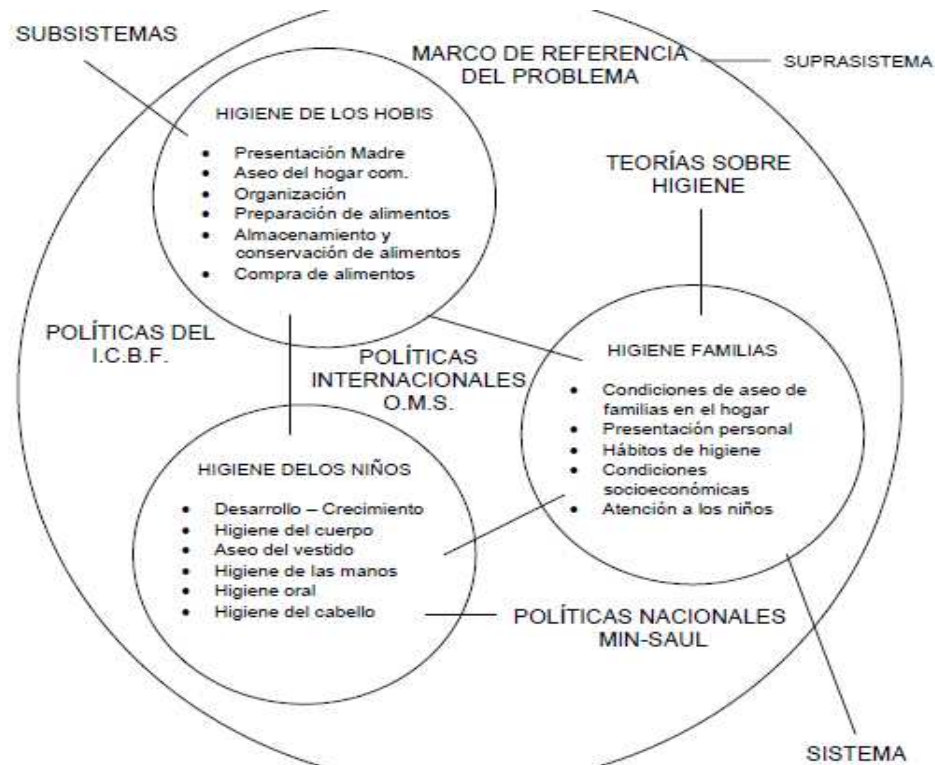 SUBSISTEMAS
MARCO DE REFERENCIA
DEL PROBLEMA
SUPRASISTEMA
HIGIENE DE LOS HOBIS
• Presentación Madre
• Aseo del hogar com.
• Organización
• Preparación de alimentos
• Almacenamiento y
conservación de alimentos
• Compra de alimentos
TEORÍAS SOBRE
HIGIENE
POLÍTICAS DEL
I.C.B.F.
POLÍTICAS
INTERNACIONALES
O.M.S.
HIGIENE FAMILIAS
• Condiciones de aseo de
familias en el hogar
• Presentación personal
• Hábitos de higiene
• Condiciones
socioeconómicas
• Atención a los niños
HIGIENE DELOS NIÑOS
• Desarrollo – Crecimiento
• Higiene del cuerpo
• Aseo del vestido
• Higiene de las manos
• Higiene oral
• Higiene del cabello
POLÍTICAS NACIONALES
MIN-SAUL
SISTEMA